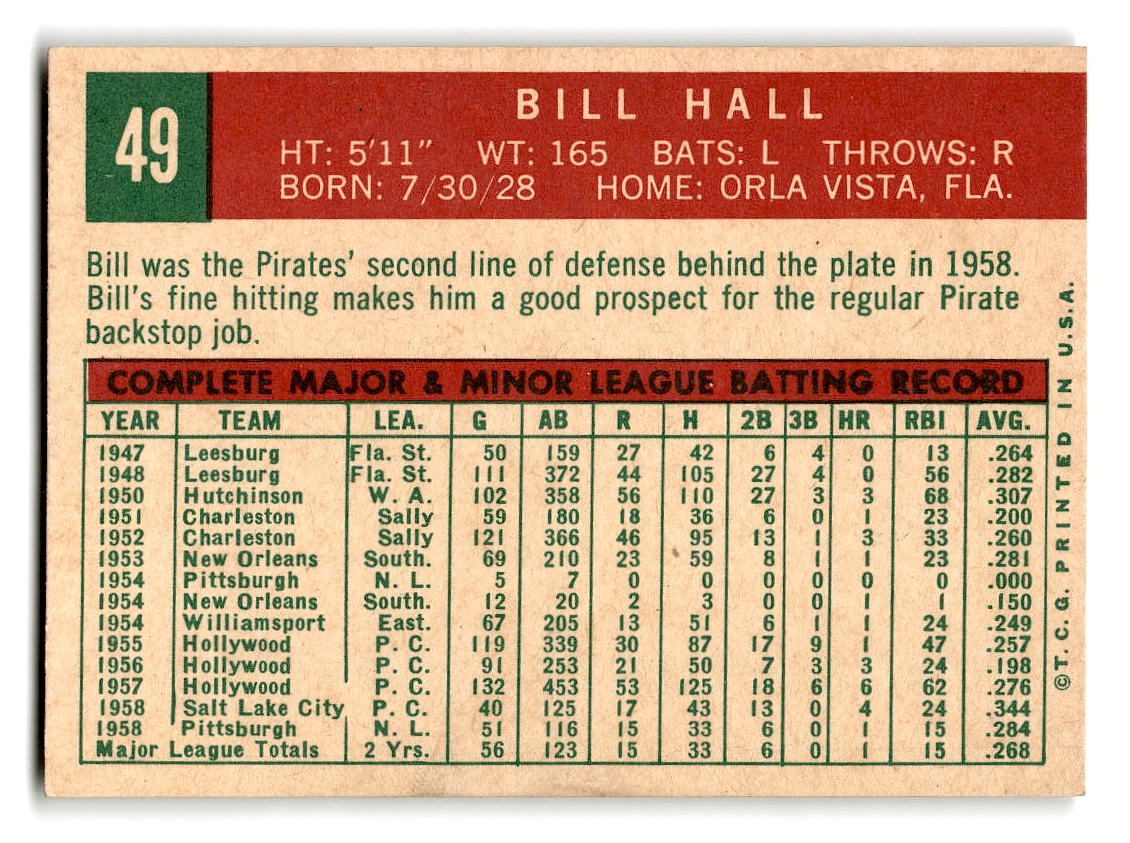 49
BILL HALL
HT: 5'11" WT: 165 BATS: L THROWS: R
BORN: 7/30/28 HOME: ORLA VISTA, FLA.
Bill was the Pirates' second line of defense behind the plate in 1958.
Bill's fine hitting makes him a good prospect for the regular Pirate
backstop job.
COMPLETE MAJOR & MINOR LEAGUE BATTING RECORD
YEAR TEAM LEA. G AB R H 2B 3B HR RBI AVG.
1947 Leesburg Fla. St. 50 159 27 42 6 4 0 13 .264
1948 Leesburg Fla. St. 111 372 44 105 27 4 0 56 .282
1950 Hutchinson W. A. 102 358 56 110 27 3 3 68 .307
1951 Charleston Sally 59 180 18 36 6 0 1 23 .200
1952 Charleston Sally 121 366 46 95 13 1 3 33 .260
1953 New Orleans South. 69 210 23 59 8 1 1 23 .281
1954 Pittsburgh N. L. 5 7 0 0 0 0 0 0 .000
1954 New Orleans South. 12 20 2 3 0 0 1 1 .150
1954 Williamsport East. 67 205 13 51 6 1 1 24 .249
1955 Hollywood P. C. 119 339 30 87 17 9 1 47 .257
1956 Hollywood P. C. 91 253 21 50 7 3 3 24 .198
1957 Hollywood P. C. 132 453 53 125 18 6 6 62 .276
1958 Salt Lake City P. C. 40 125 17 43 13 0 4 24 .344
1958 Pittsburgh N. L. 51 116 15 33 6 0 1 15 .284
Major League Totals 2 Yrs. 56 123 15 33 6 0 1 15 .268
©T. C. G. PRINTED IN U.S.A.